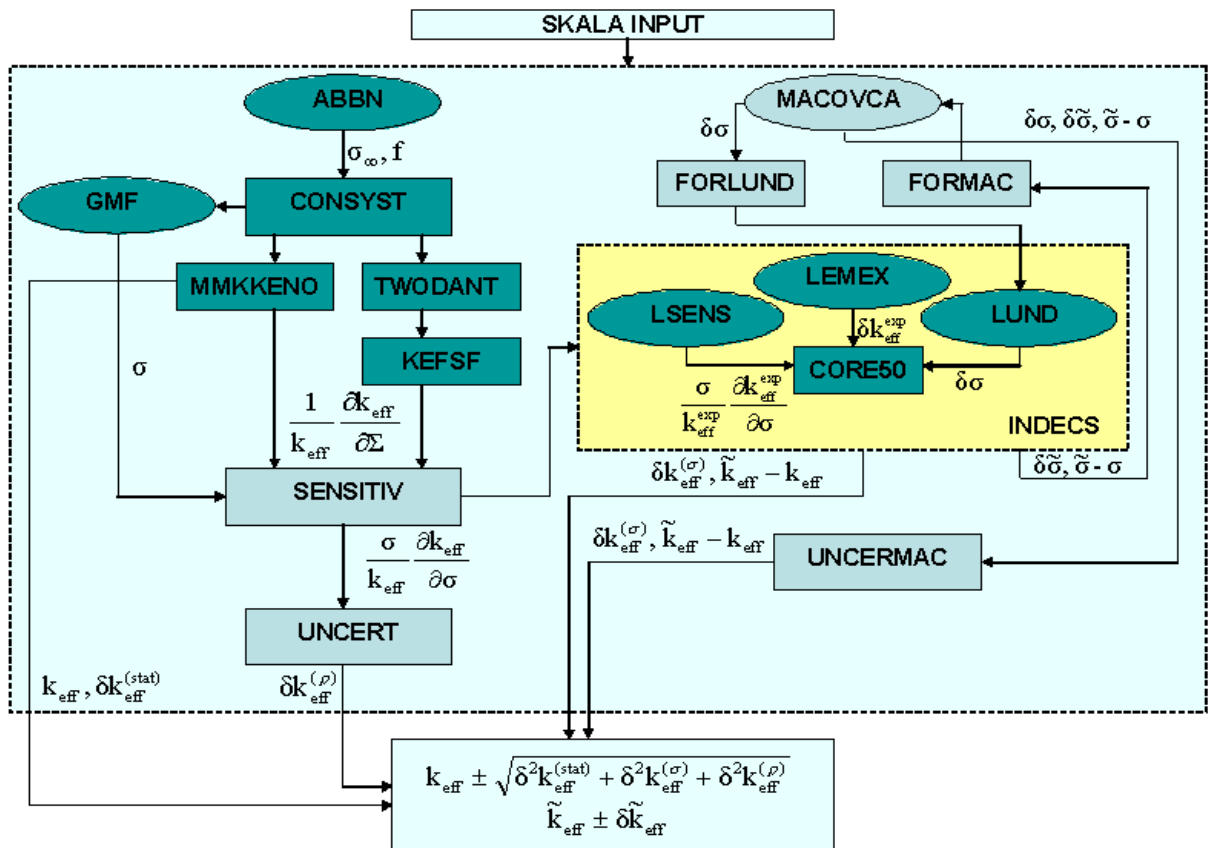 SKALA INPUT
ABBN
σ∞, f
GMF
CONSYST
MMKKENO
TWODANT
KEFSF
σ
1/k_eff ∂k_eff/∂Σ
SENSITIV
σ/k_eff ∂k_eff/∂σ
UNCERT
k_eff, δk_eff^(stat)
δk_eff^(ρ)
MACOVCA
δσ
δσ, δσ̃, σ̃ - σ
FORLUND
FORMAC
LEMEX
LSENS
LUND
δk_eff^exp
CORE50
δσ
σ/k_eff^exp ∂k_eff^exp/∂σ
INDECS
δk_eff^(σ), k̃_eff – k_eff
δσ̃, σ̃ - σ
δk_eff^(σ), k̃_eff – k_eff
UNCERMAC
k_eff ± √(δ²k_eff^(stat) + δ²k_eff^(σ) + δ²k_eff^(ρ))
k̃_eff ± δk̃_eff